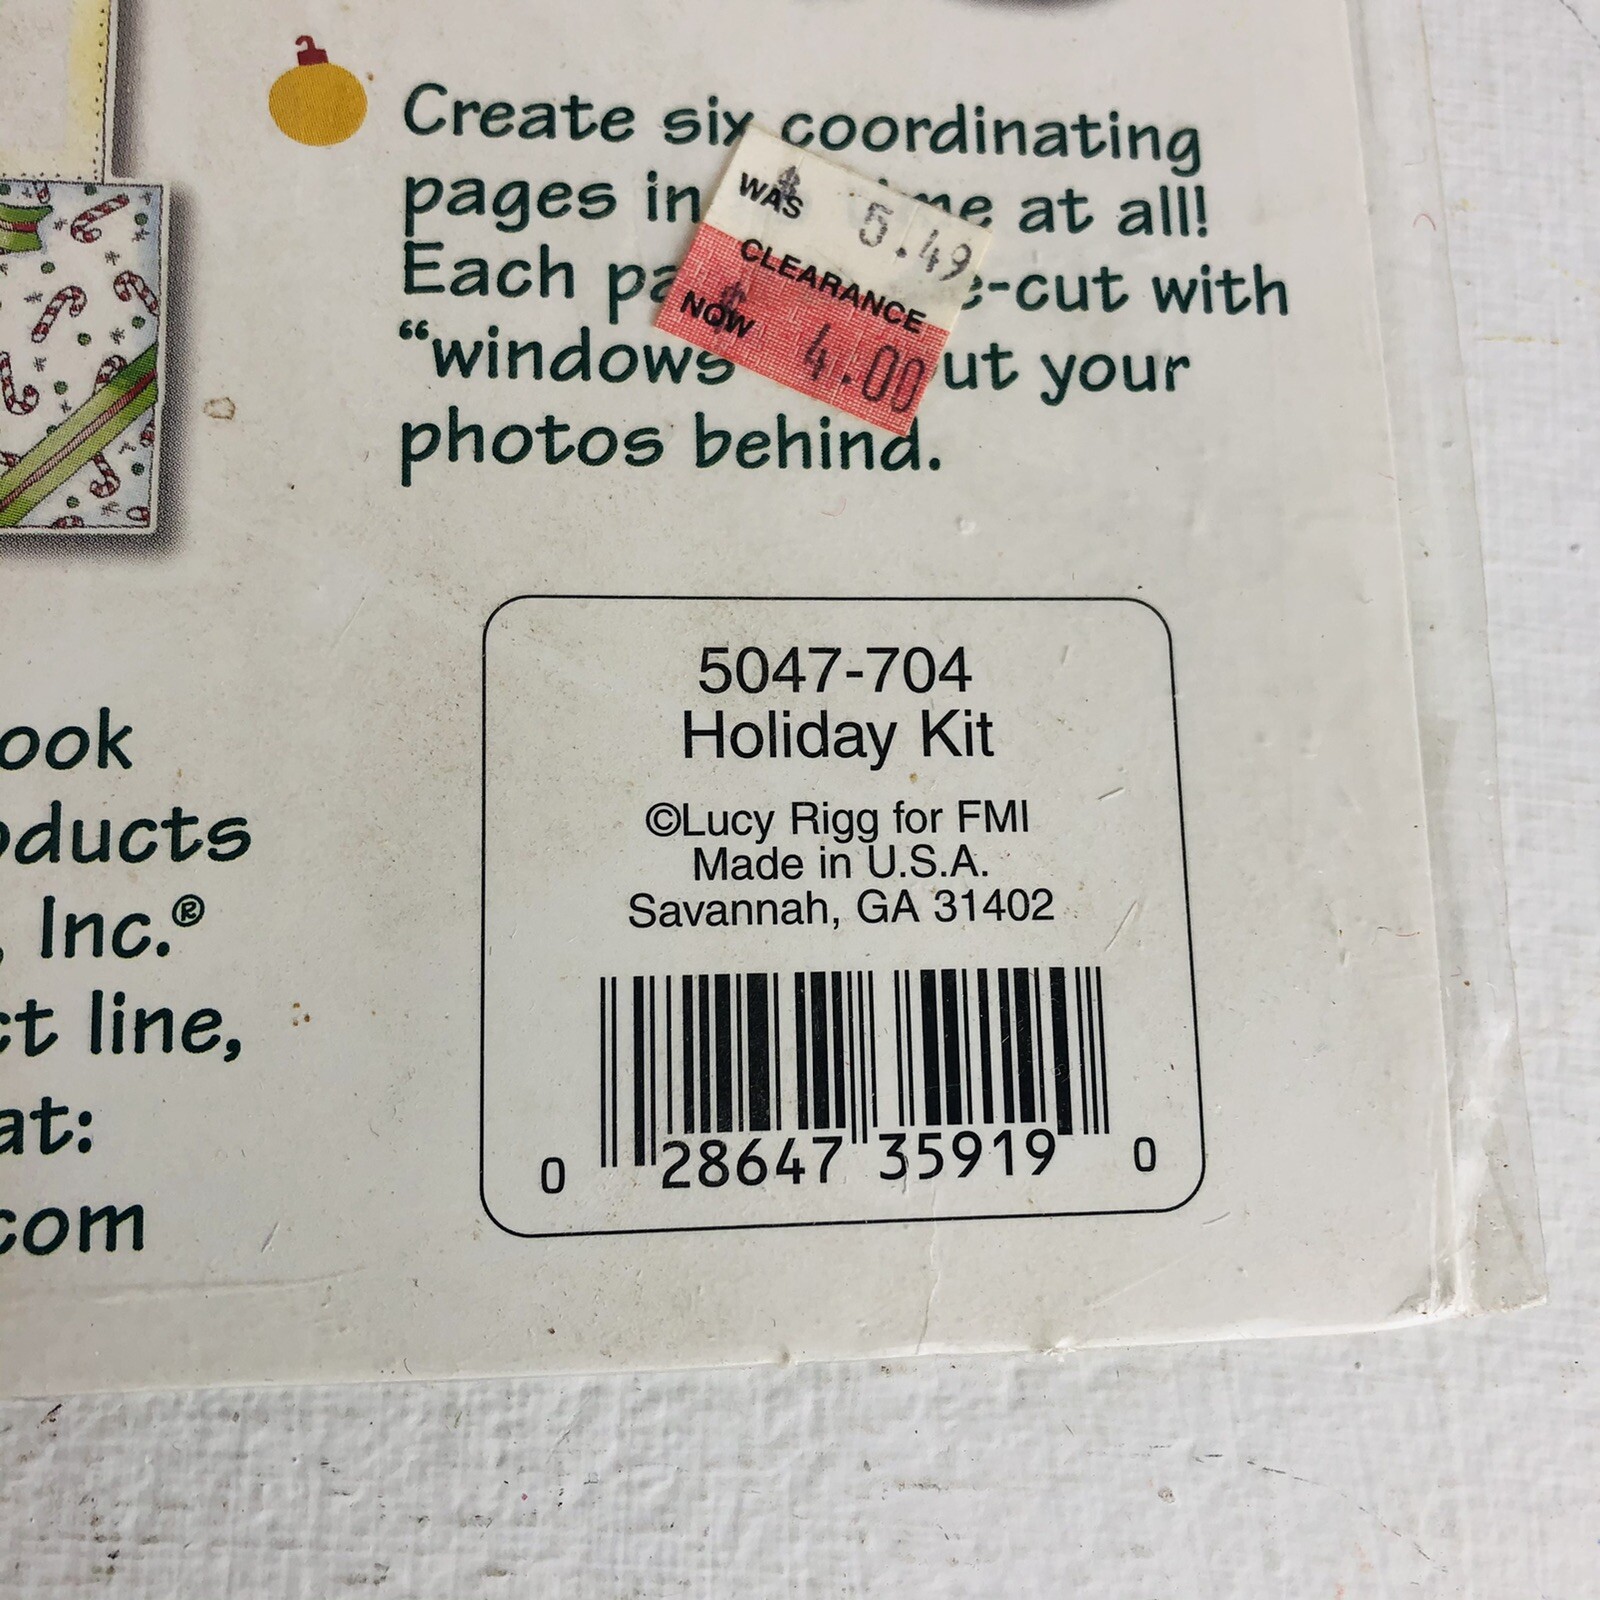 Create six coordinating
pages in me at all!
Each pa e-cut with
“windows ut your
photos behind.
WAS $ 5.49
CLEARANCE
NOW $ 4.00
ook
oducts
, Inc.®
ct line,
at:
com
5047-704
Holiday Kit
©Lucy Rigg for FMI
Made in U.S.A.
Savannah, GA 31402
0 28647 35919 0